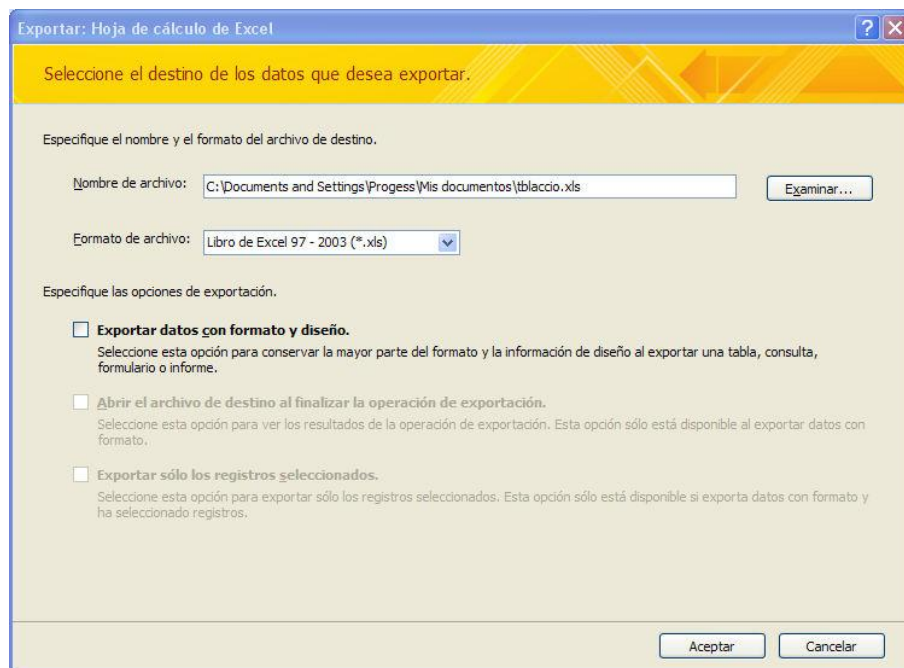 Exportar: Hoja de cálculo de Excel
Seleccione el destino de los datos que desea exportar.
Especifique el nombre y el formato del archivo de destino.
Nombre de archivo: C:\Documents and Settings\Progess\Mis documentos\tblaccio.xls Examinar...
Formato de archivo: Libro de Excel 97 - 2003 (*.xls)
Especifique las opciones de exportación.
Exportar datos con formato y diseño.
Seleccione esta opción para conservar la mayor parte del formato y la información de diseño al exportar una tabla, consulta,
formulario o informe.
Abrir el archivo de destino al finalizar la operación de exportación.
Seleccione esta opción para ver los resultados de la operación de exportación. Esta opción sólo está disponible al exportar datos con
formato.
Exportar sólo los registros seleccionados.
Seleccione esta opción para exportar sólo los registros seleccionados. Esta opción sólo está disponible si exporta datos con formato y
ha seleccionado registros.
Aceptar Cancelar